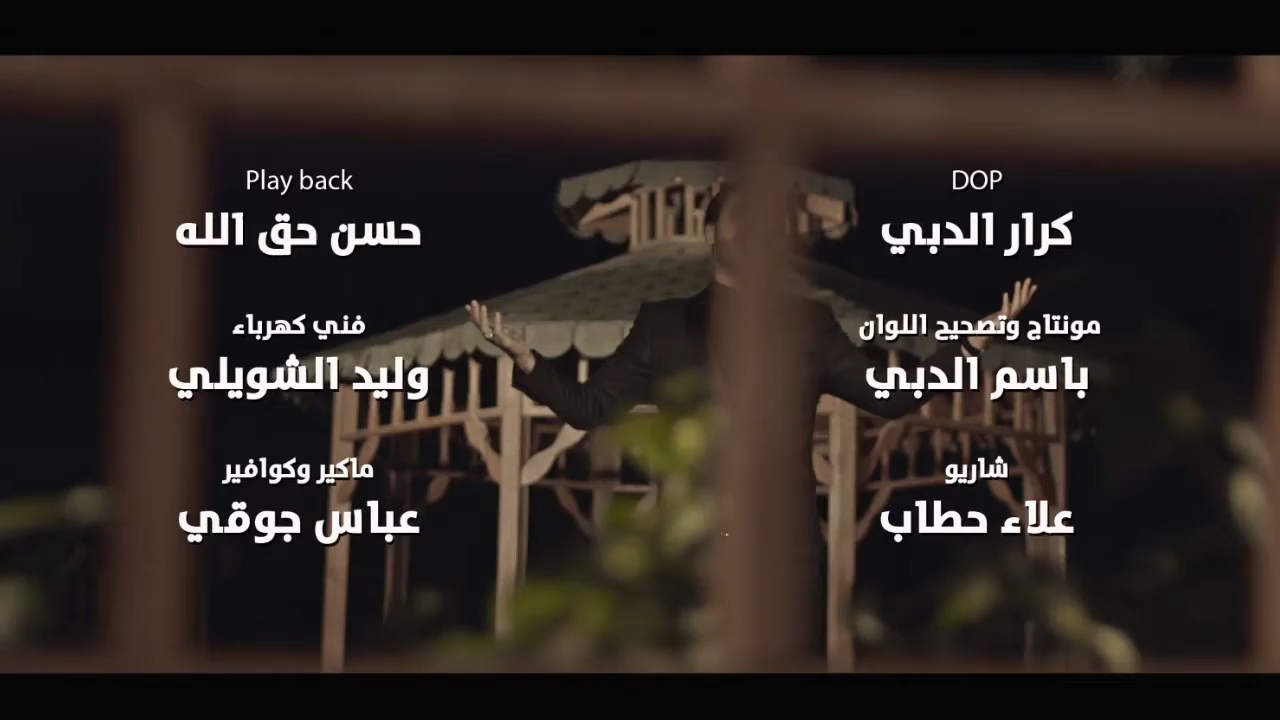 DOP
كرار الدبي
مونتاج وتصحيح اللوان
باسم الدبي
شاريو
علاء حطاب
Play back
حسن حق الله
فني كهرباء
وليد الشويلي
ماكير وكوافير
عباس جوقي